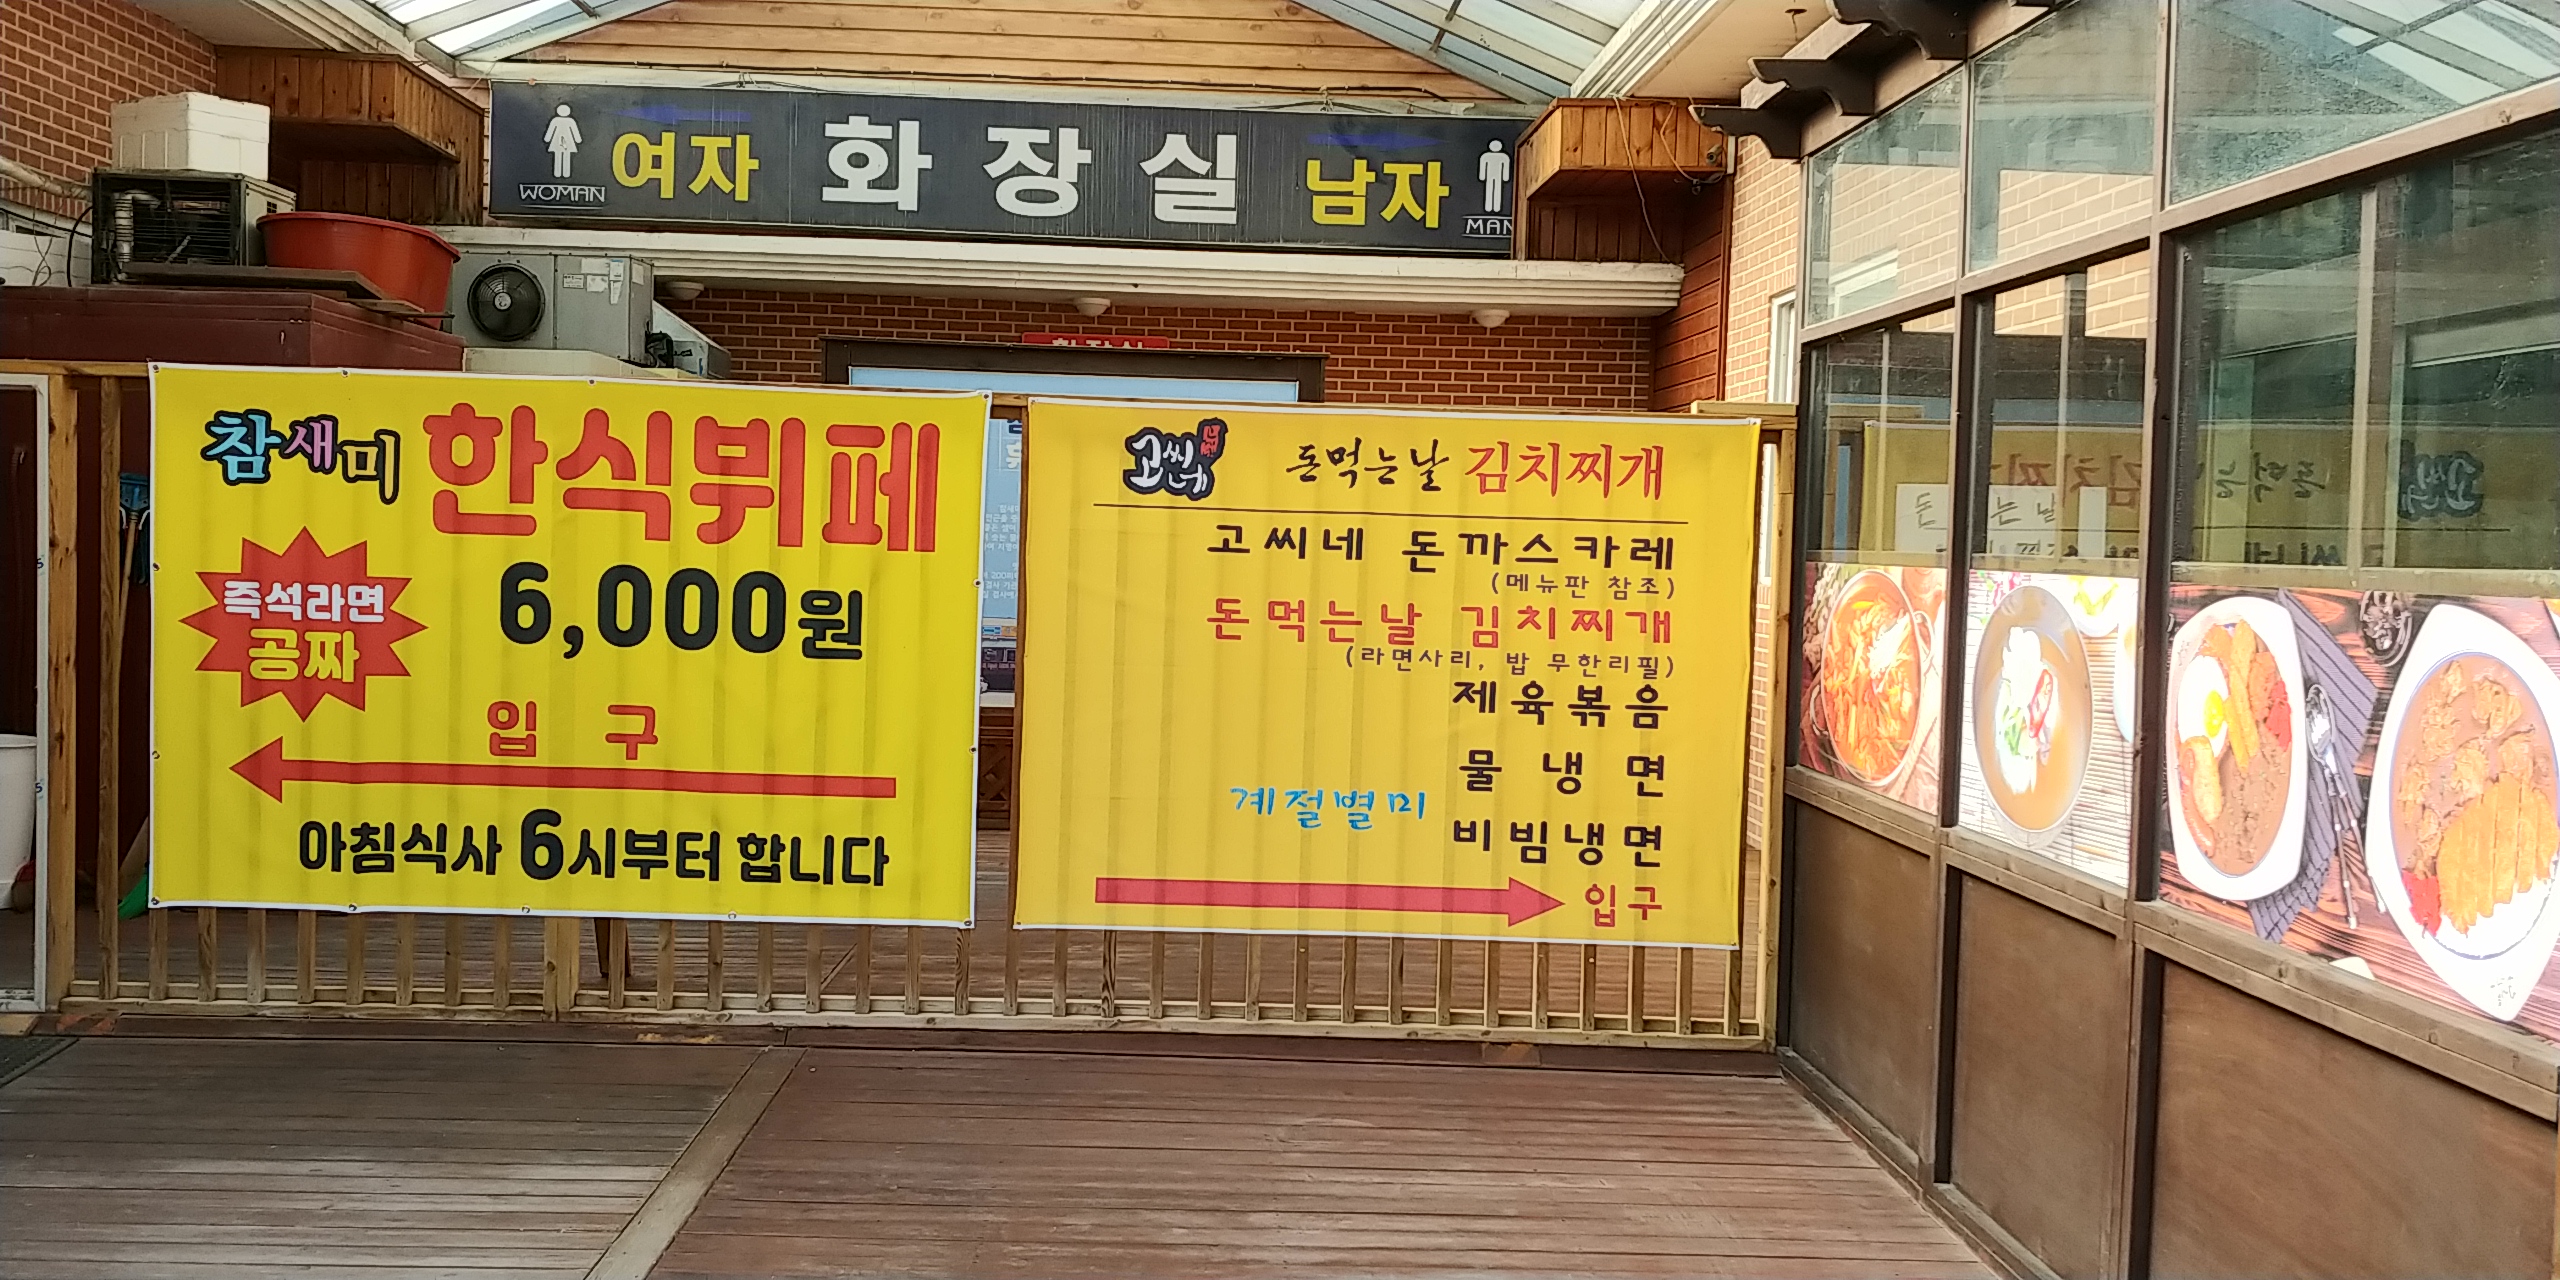 WOMAN 여자 화장실 남자 MAN
화장실
참새미 한식뷔페
즉석라면
공짜
6,000원
입 구
아침식사 6시부터 합니다
고씨네 돈먹는날 김치찌개
고씨네 돈까스카레
(메뉴판 참조)
돈먹는날 김치찌개
(라면사리, 밥 무한리필)
제육볶음
물 냉 면
계절별미
비빔냉면
입구